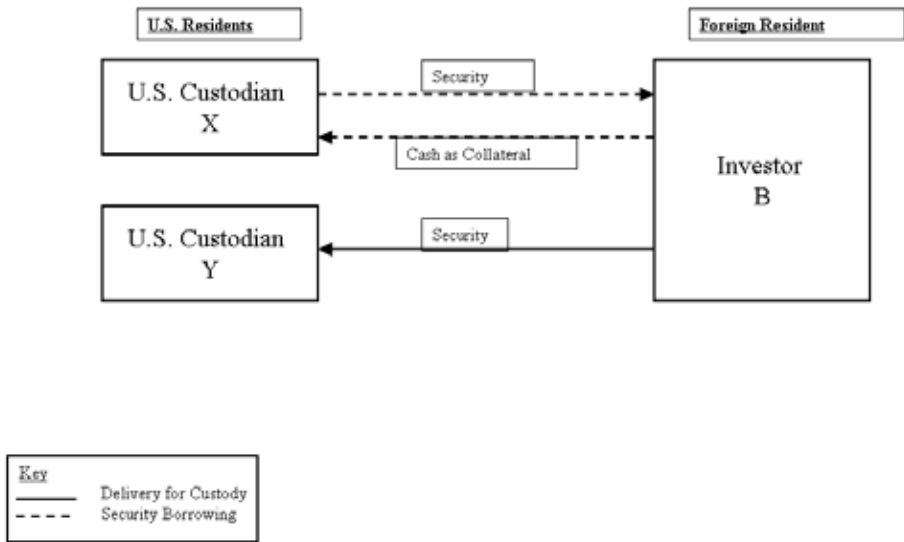 U.S. Residents
Foreign Resident
U.S. Custodian
X
Security
Cash as Collateral
Investor
B
U.S. Custodian
Y
Security
Key
Delivery for Custody
Security Borrowing